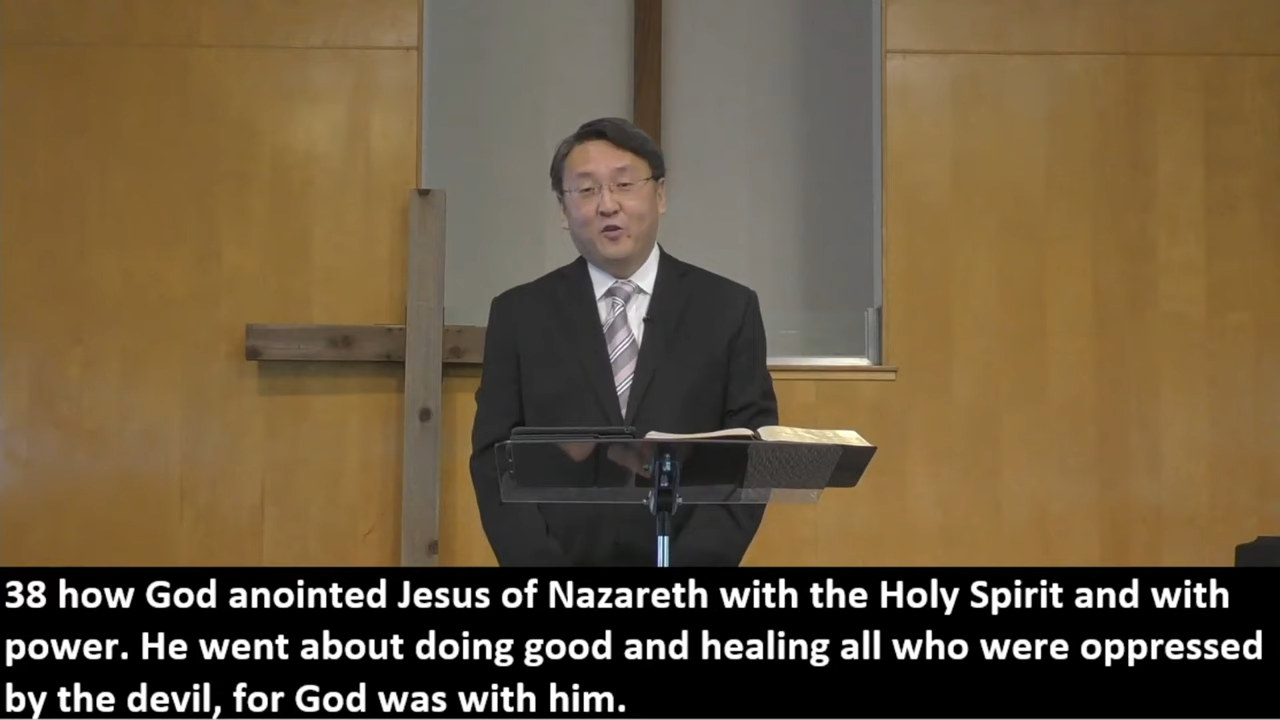 38 how God anointed Jesus of Nazareth with the Holy Spirit and with
power. He went about doing good and healing all who were oppressed
by the devil, for God was with him.